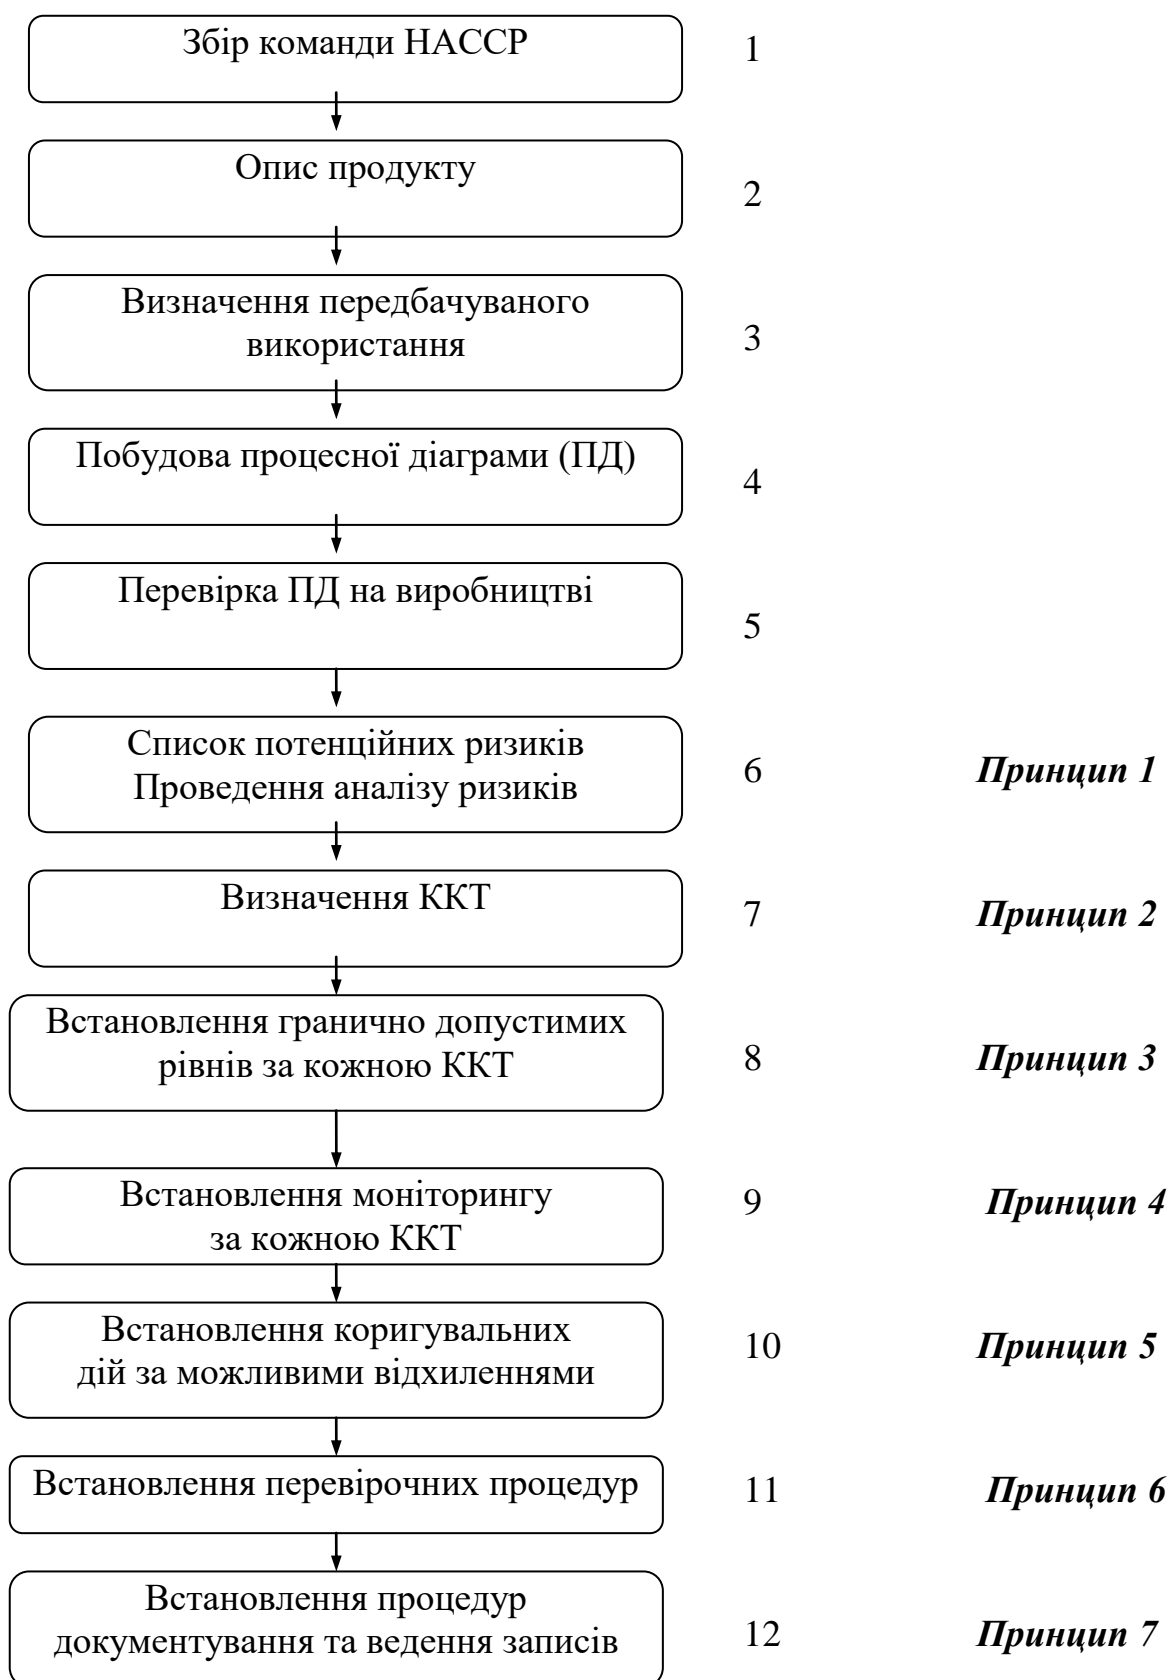 Збір команди НАССР
1
Опис продукту
2
Визначення передбачуваного
використання
3
Побудова процесної діаграми (ПД)
4
Перевірка ПД на виробництві
5
Список потенційних ризиків
Проведення аналізу ризиків
6 Принцип 1
Визначення ККТ
7 Принцип 2
Встановлення гранично допустимих
рівнів за кожною ККТ
8 Принцип 3
Встановлення моніторингу
за кожною ККТ
9 Принцип 4
Встановлення коригувальних
дій за можливими відхиленнями
10 Принцип 5
Встановлення перевірочних процедур
11 Принцип 6
Встановлення процедур
документування та ведення записів
12 Принцип 7